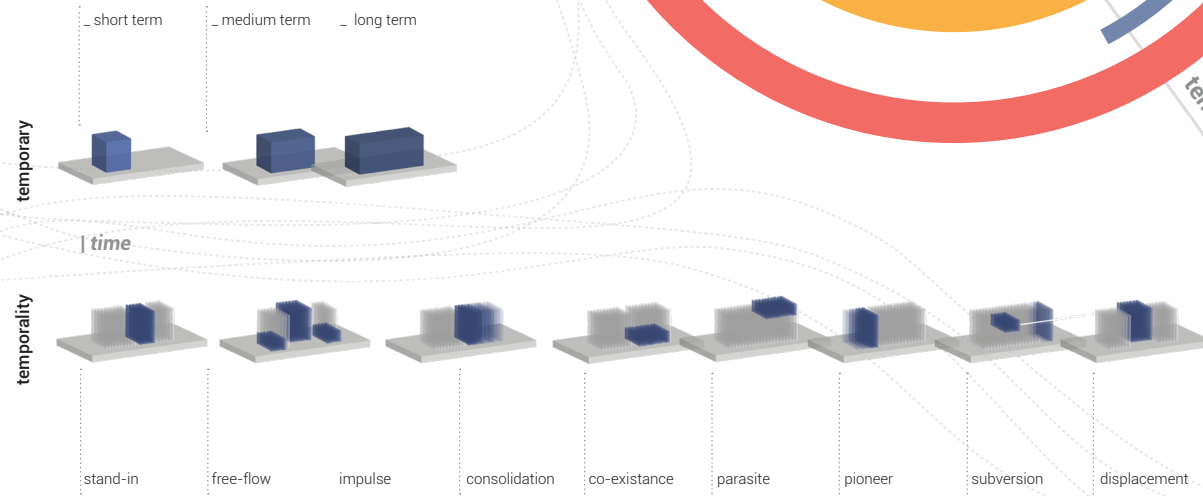 _ short term
_ medium term
_ long term
temporary
| time
temporality
stand-in
free-flow
impulse
consolidation
co-existance
parasite
pioneer
subversion
displacement